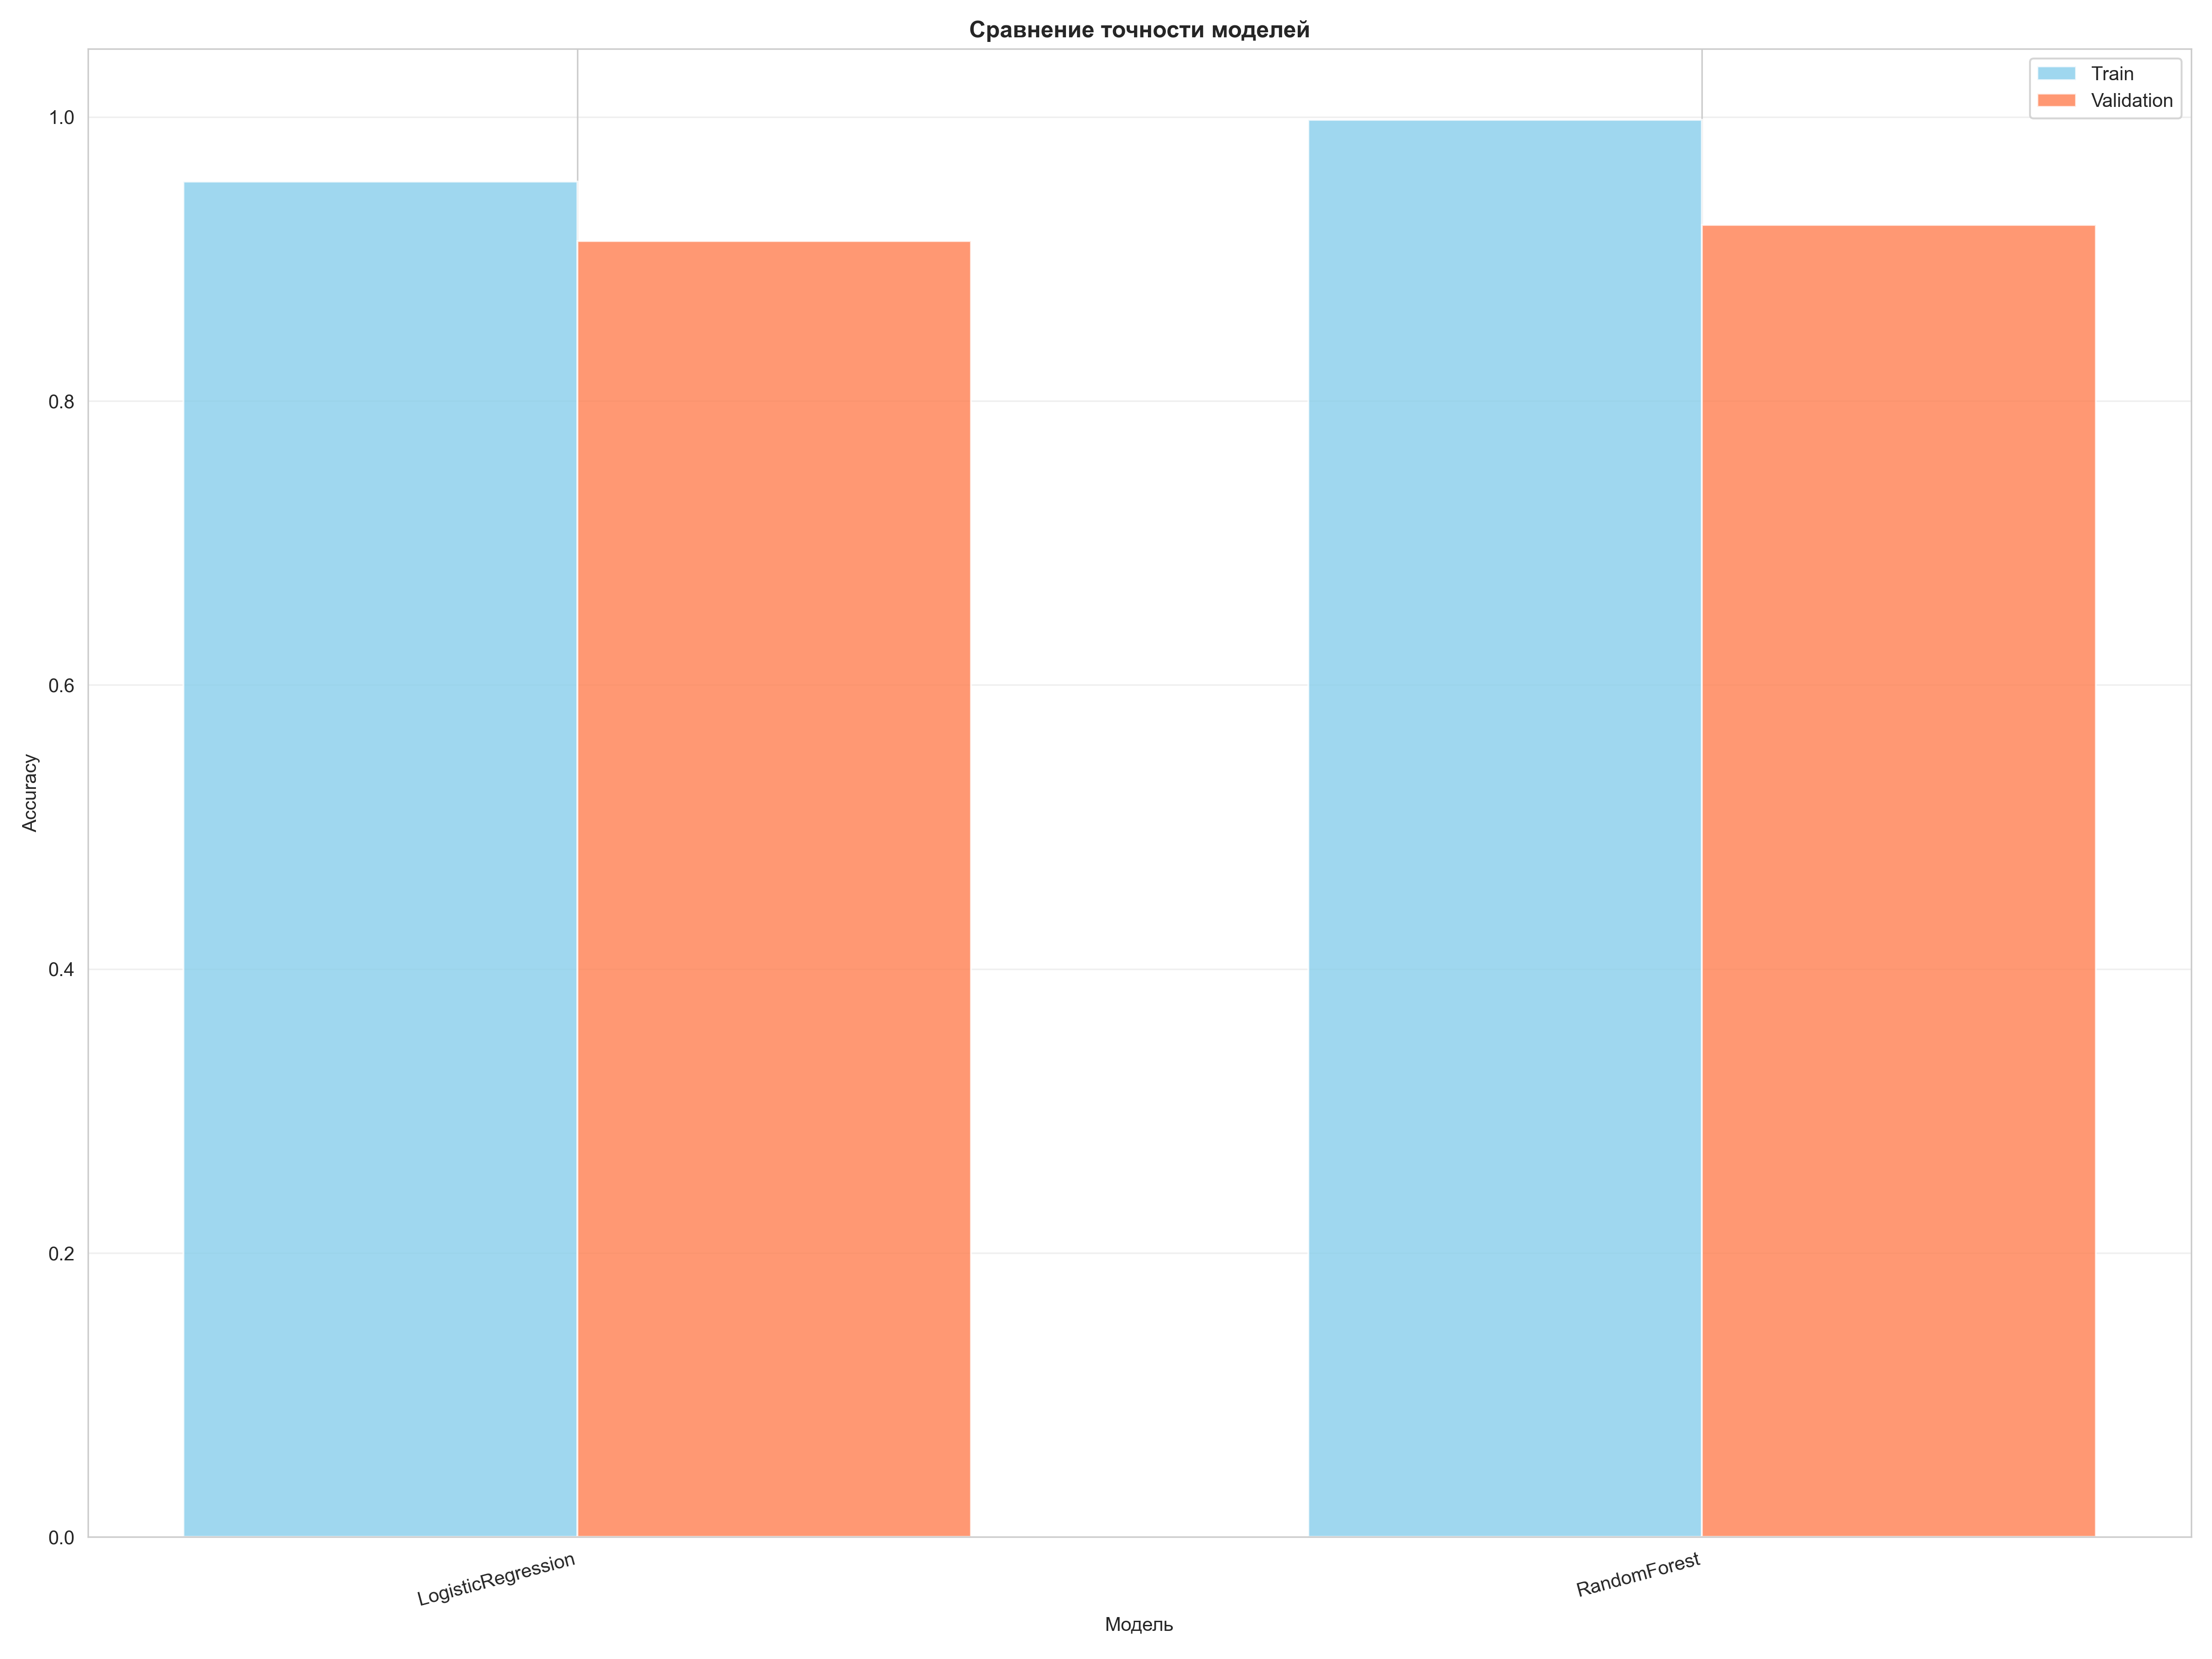 Сравнение точности моделей
Train
Validation
1.0
0.8
0.6
0.4
0.2
0.0
Accuracy
LogisticRegression
RandomForest
Модель